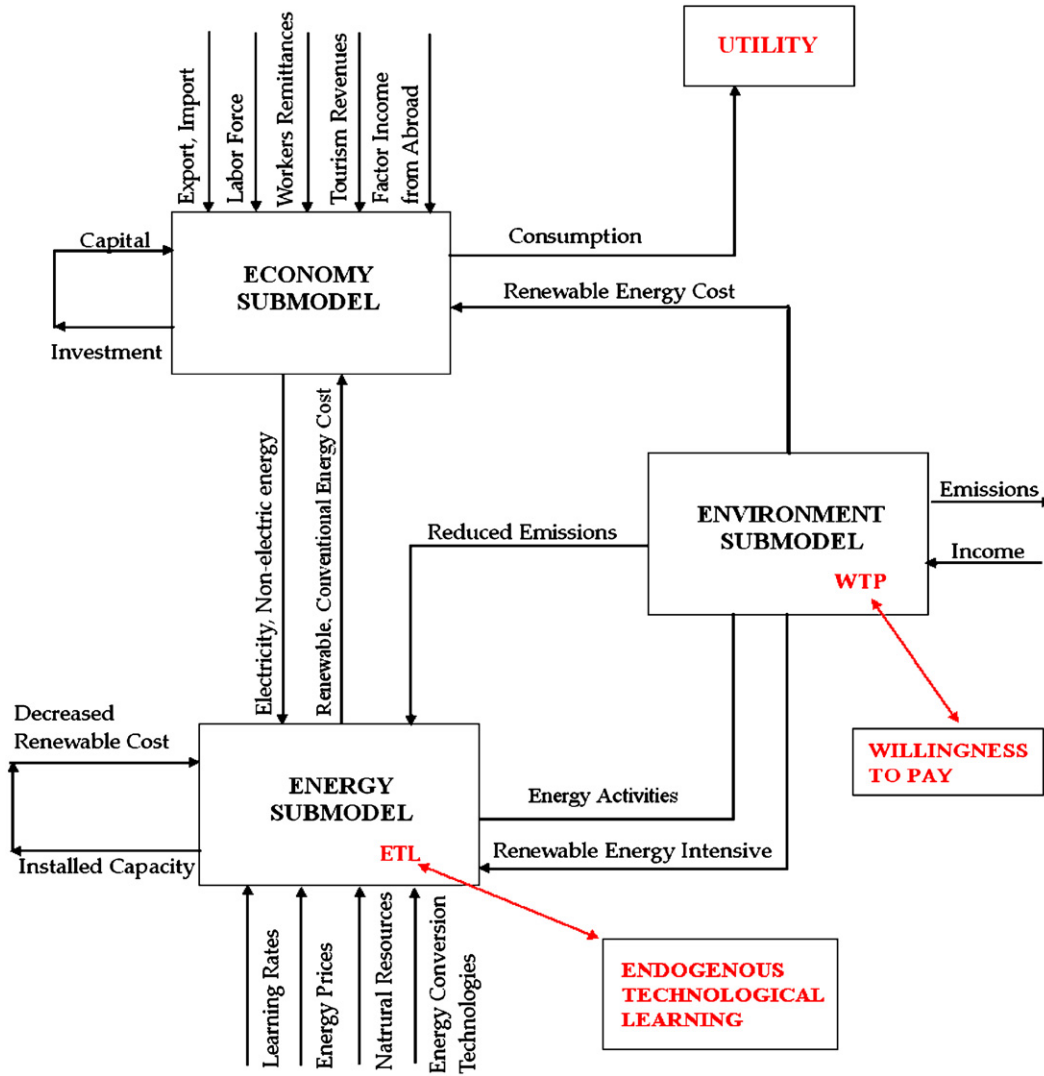 UTILITY
Export, Import
Labor Force
Workers Remittances
Tourism Revenues
Factor Income
from Abroad
Capital
ECONOMY
SUBMODEL
Consumption
Renewable Energy Cost
Investment
Electricity, Non-electric energy
Renewable, Conventional Energy Cost
ENVIRONMENT
SUBMODEL
WTP
Emissions
Income
Reduced Emissions
WILLINGNESS
TO PAY
Decreased
Renewable Cost
ENERGY
SUBMODEL
ETL
Energy Activities
Renewable Energy Intensive
Installed Capacity
Learning Rates
Energy Prices
Natrural Resources
Energy Conversion
Technologies
ENDOGENOUS
TECHNOLOGICAL
LEARNING